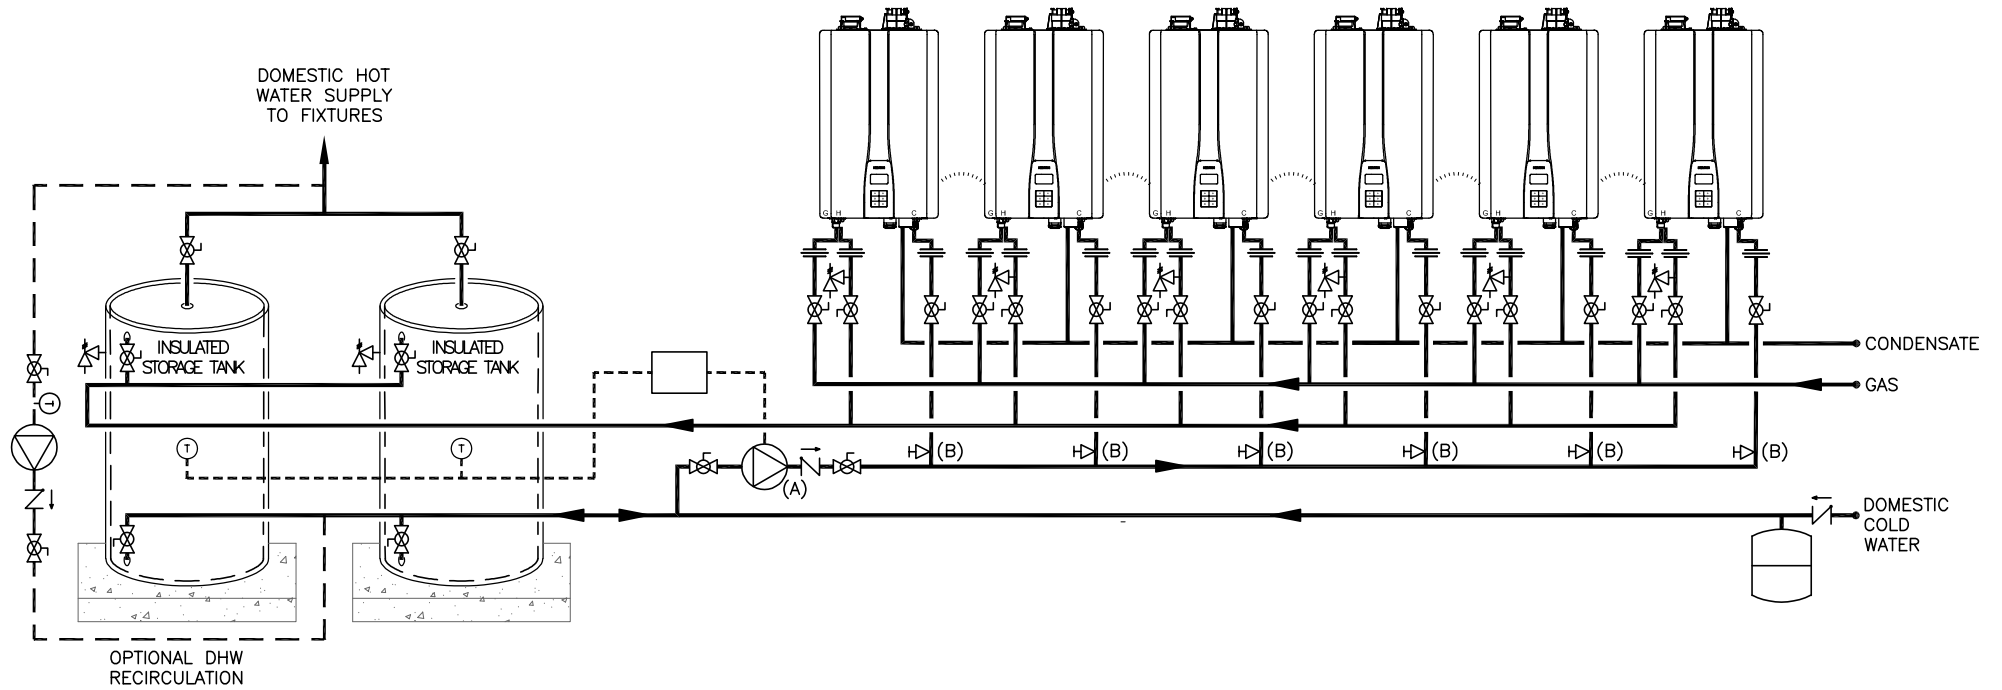 DOMESTIC HOT
WATER SUPPLY
TO FIXTURES
INSULATED
STORAGE TANK
INSULATED
STORAGE TANK
T
T
T
G H C
G H C
G H C
G H C
G H C
G H C
CONDENSATE
GAS
(B)
(B)
(B)
(B)
(B)
(B)
(A)
DOMESTIC
COLD
WATER
OPTIONAL DHW
RECIRCULATION